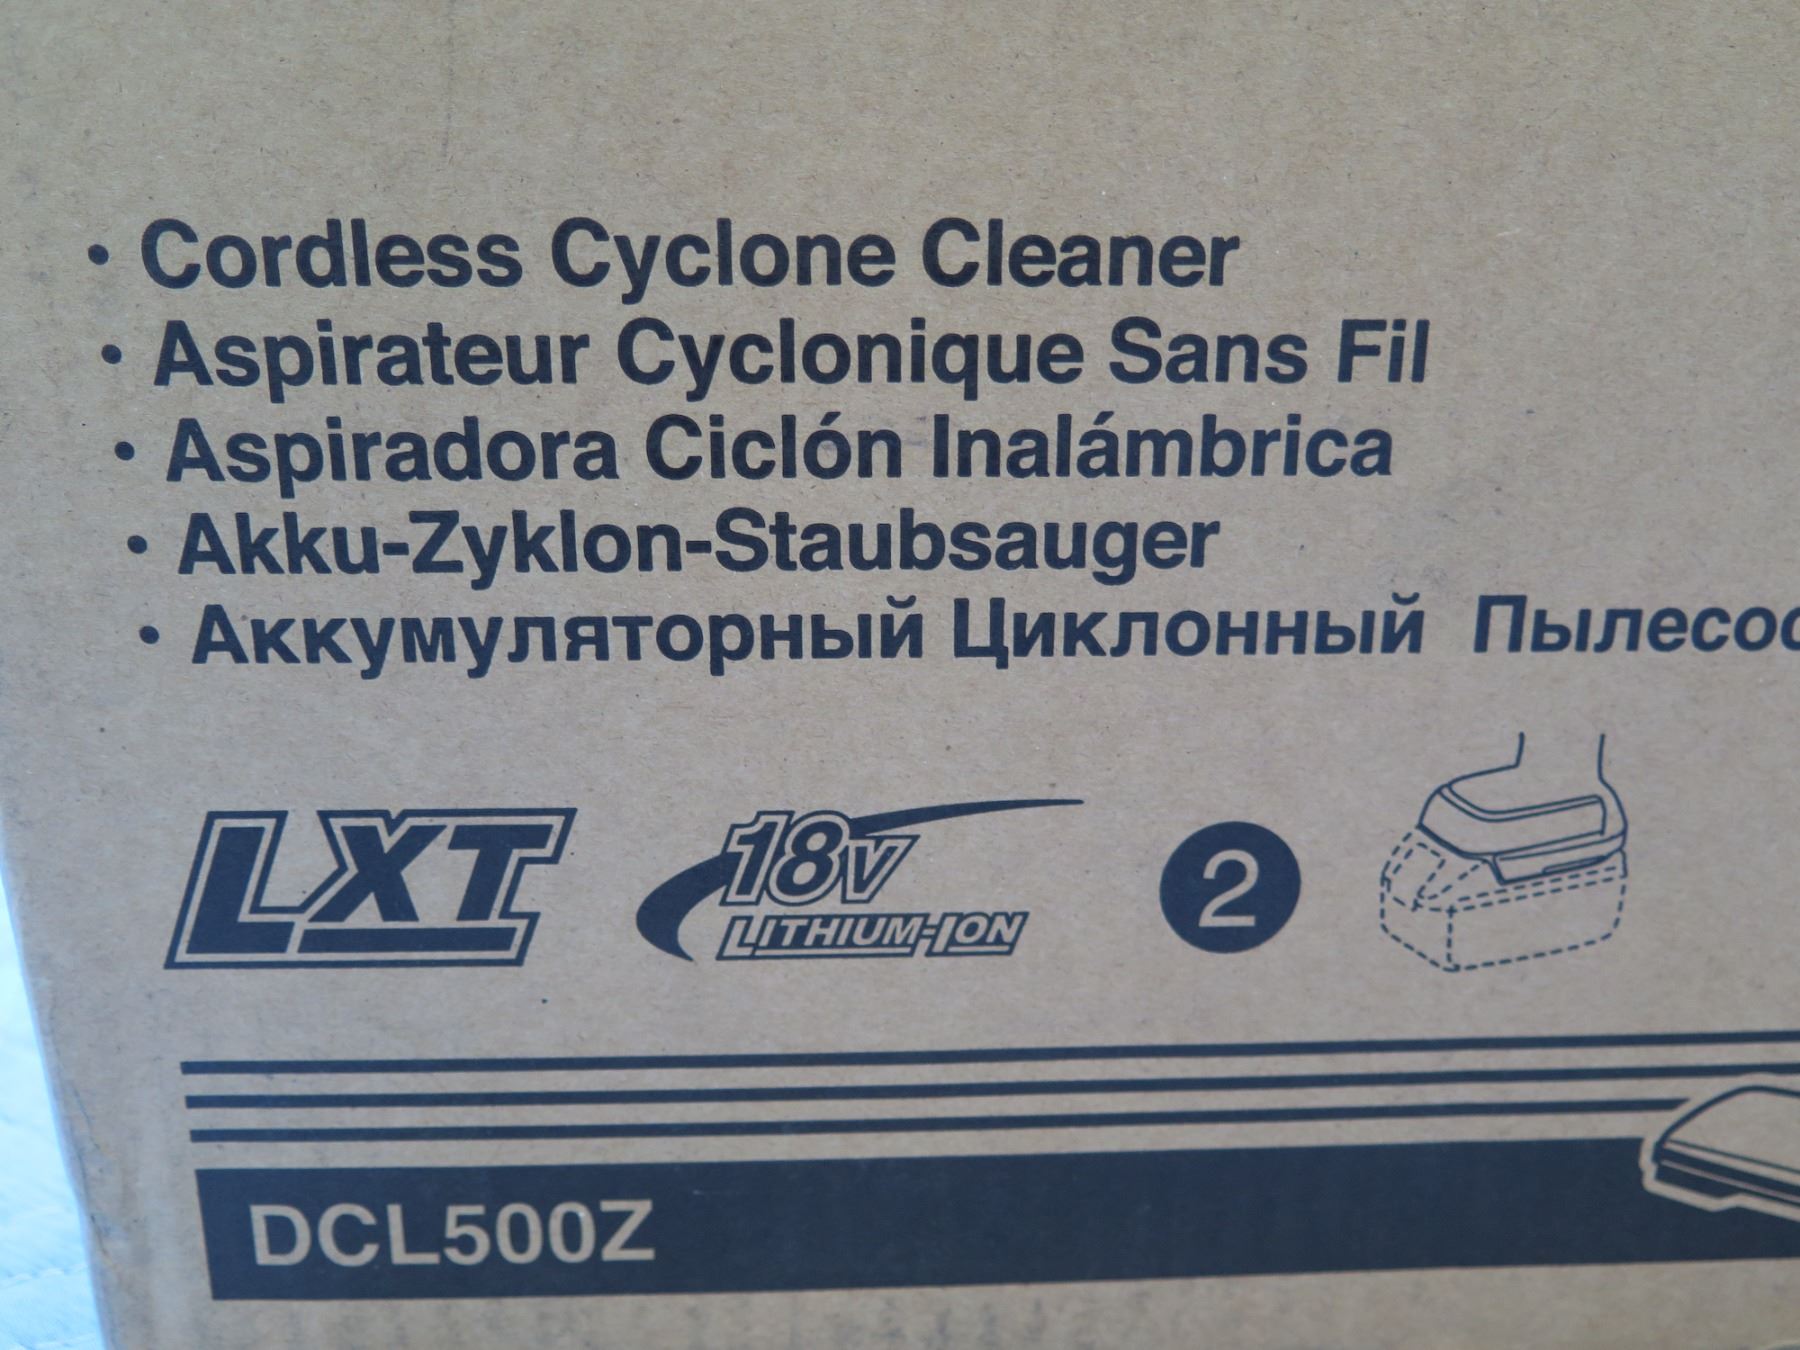 • Cordless Cyclone Cleaner
• Aspirateur Cyclonique Sans Fil
• Aspiradora Ciclón Inalámbrica
• Akku-Zyklon-Staubsauger
• Аккумуляторный Циклонный Пылесос
LXT
18V
LITHIUM-ION
2
DCL500Z